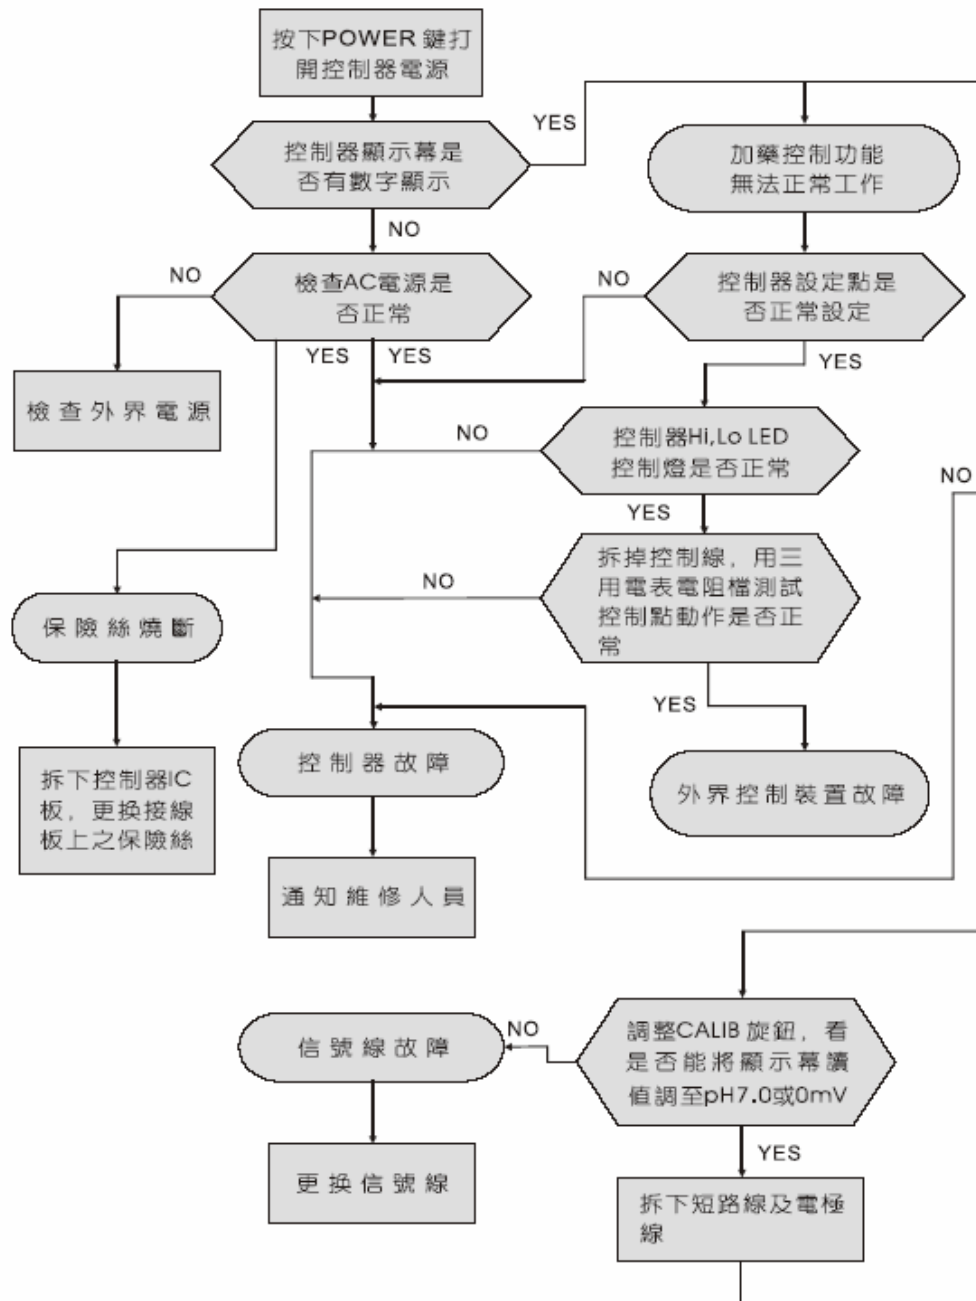 按下POWER 鍵打
開控制器電源
控制器顯示幕是
否有數字顯示
YES
加藥控制功能
無法正常工作
NO
NO
檢查AC電源是
否正常
NO
控制器設定點是
否正常設定
YES
YES
YES
檢查外界電源
NO
控制器Hi,Lo LED
控制燈是否正常
NO
YES
NO
拆掉控制線，用三
用電表電阻檔測試
控制點動作是否正
常
保險絲燒斷
YES
控制器故障
外界控制裝置故障
拆下控制器IC
板，更換接線
板上之保險絲
通知維修人員
信號線故障
NO
調整CALIB 旋鈕，看
是否能將顯示幕讀
值調至pH7.0或0mV
YES
更換信號線
拆下短路線及電極
線